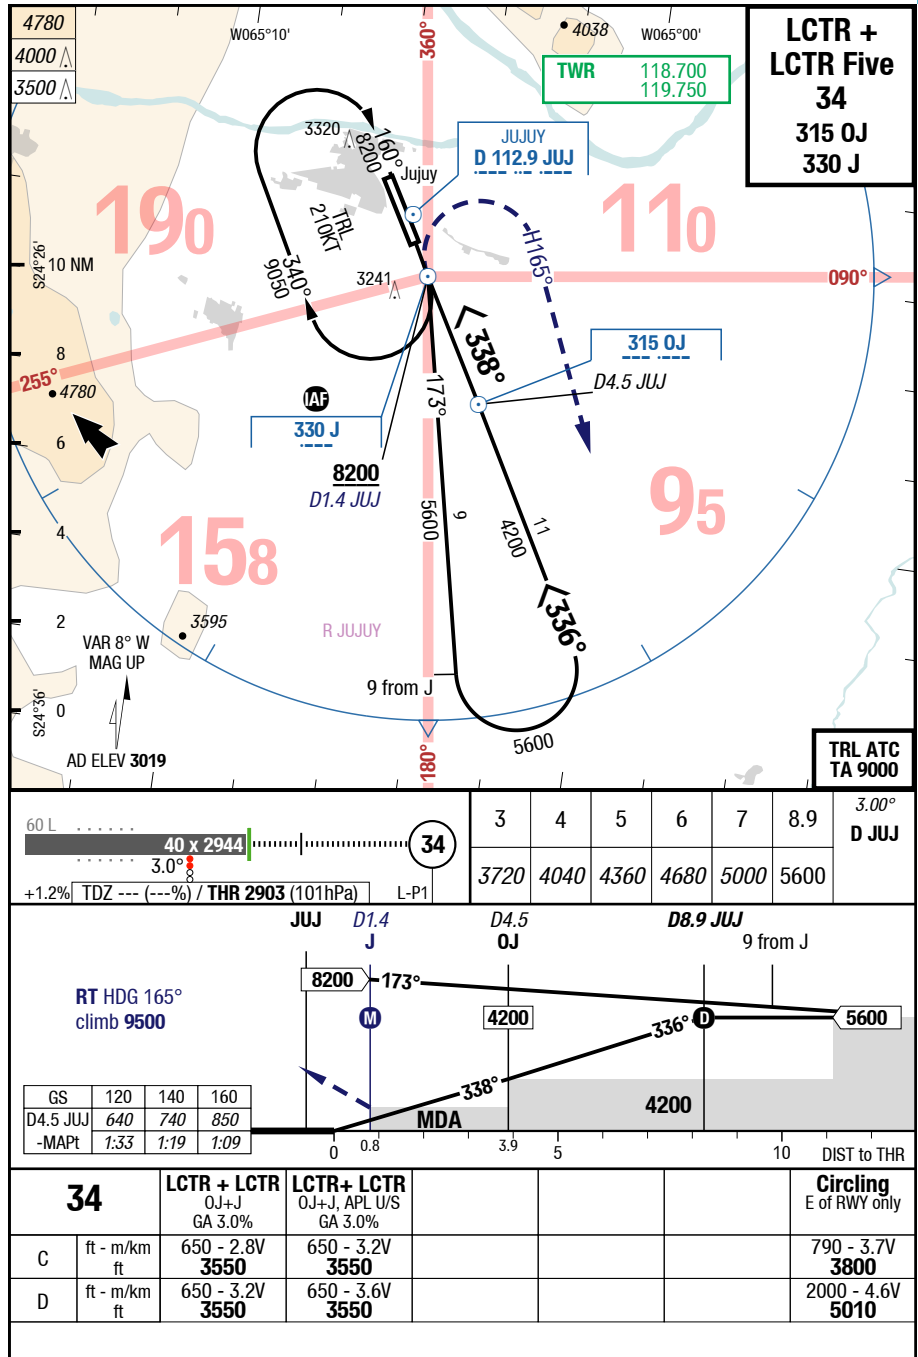 4780
4000
3500
W065°10'
360°
4038
W065°00'
TWR 118.700
119.750
LCTR +
LCTR Five
34
315 OJ
330 J
3320
160°
8200
Jujuy
JUJUY
D 112.9 JUJ
190
110
TRL
210KT
H165°
S24°26'
10 NM
340°
9050
3241
090°
8
255°
4780
338°
315 OJ
D4.5 JUJ
IAF
330 J
173°
6
8200
D1.4 JUJ
95
5600
9
4200
11
4
158
336°
2
3595
R JUJUY
VAR 8° W
MAG UP
9 from J
S24°36'
0
5600
AD ELEV 3019
180°
TRL ATC
TA 9000
60 L
40 x 2944
34
3.0°
+1.2%
TDZ --- (---%) / THR 2903 (101hPa)
L-P1
3 4 5 6 7 8.9 3.00°
D JUJ
3720 4040 4360 4680 5000 5600
JUJ
D1.4
J
D4.5
OJ
D8.9 JUJ
9 from J
8200
173°
RT HDG 165°
climb 9500
M
4200
336°
D
5600
338°
MDA
4200
GS 120 140 160
D4.5 JUJ 640 740 850
-MAPt 1:33 1:19 1:09
0 0.8 3.9 5 10 DIST to THR
34
LCTR + LCTR
OJ+J
GA 3.0%
LCTR+ LCTR
OJ+J, APL U/S
GA 3.0%
Circling
E of RWY only
C
ft - m/km
ft
650 - 2.8V
3550
650 - 3.2V
3550
790 - 3.7V
3800
D
ft - m/km
ft
650 - 3.2V
3550
650 - 3.6V
3550
2000 - 4.6V
5010